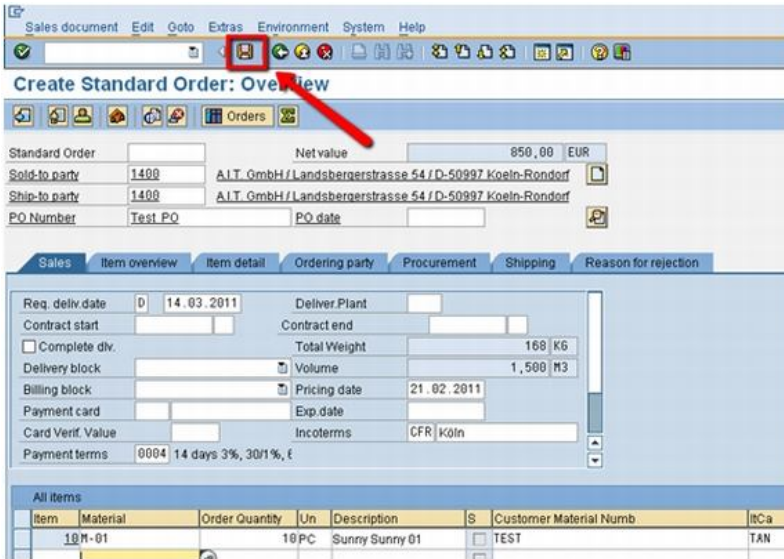 Sales document Edit Goto Extras Environment System Help
Create Standard Order: Overview
Orders
Standard Order Net value 850,00 EUR
Sold-to party 1400 A.I.T. GmbH / Landsbergerstrasse 54 / D-50997 Koeln-Rondorf
Ship-to party 1400 A.I.T. GmbH / Landsbergerstrasse 54 / D-50997 Koeln-Rondorf
PO Number Test PO PO date
Sales Item overview Item detail Ordering party Procurement Shipping Reason for rejection
Req. deliv.date D 14.03.2011 Deliver.Plant
Contract start Contract end
Complete dlv. Total Weight 168 KG
Delivery block Volume 1,500 M3
Billing block Pricing date 21.02.2011
Payment card Exp.date
Card Verif. Value Incoterms CFR Köln
Payment terms 0004 14 days 3%, 30/1%,
All items
Item Material Order Quantity Un Description S Customer Material Numb ItCa
10 M-01 10 PC Sunny Sunny 01 TEST TAN